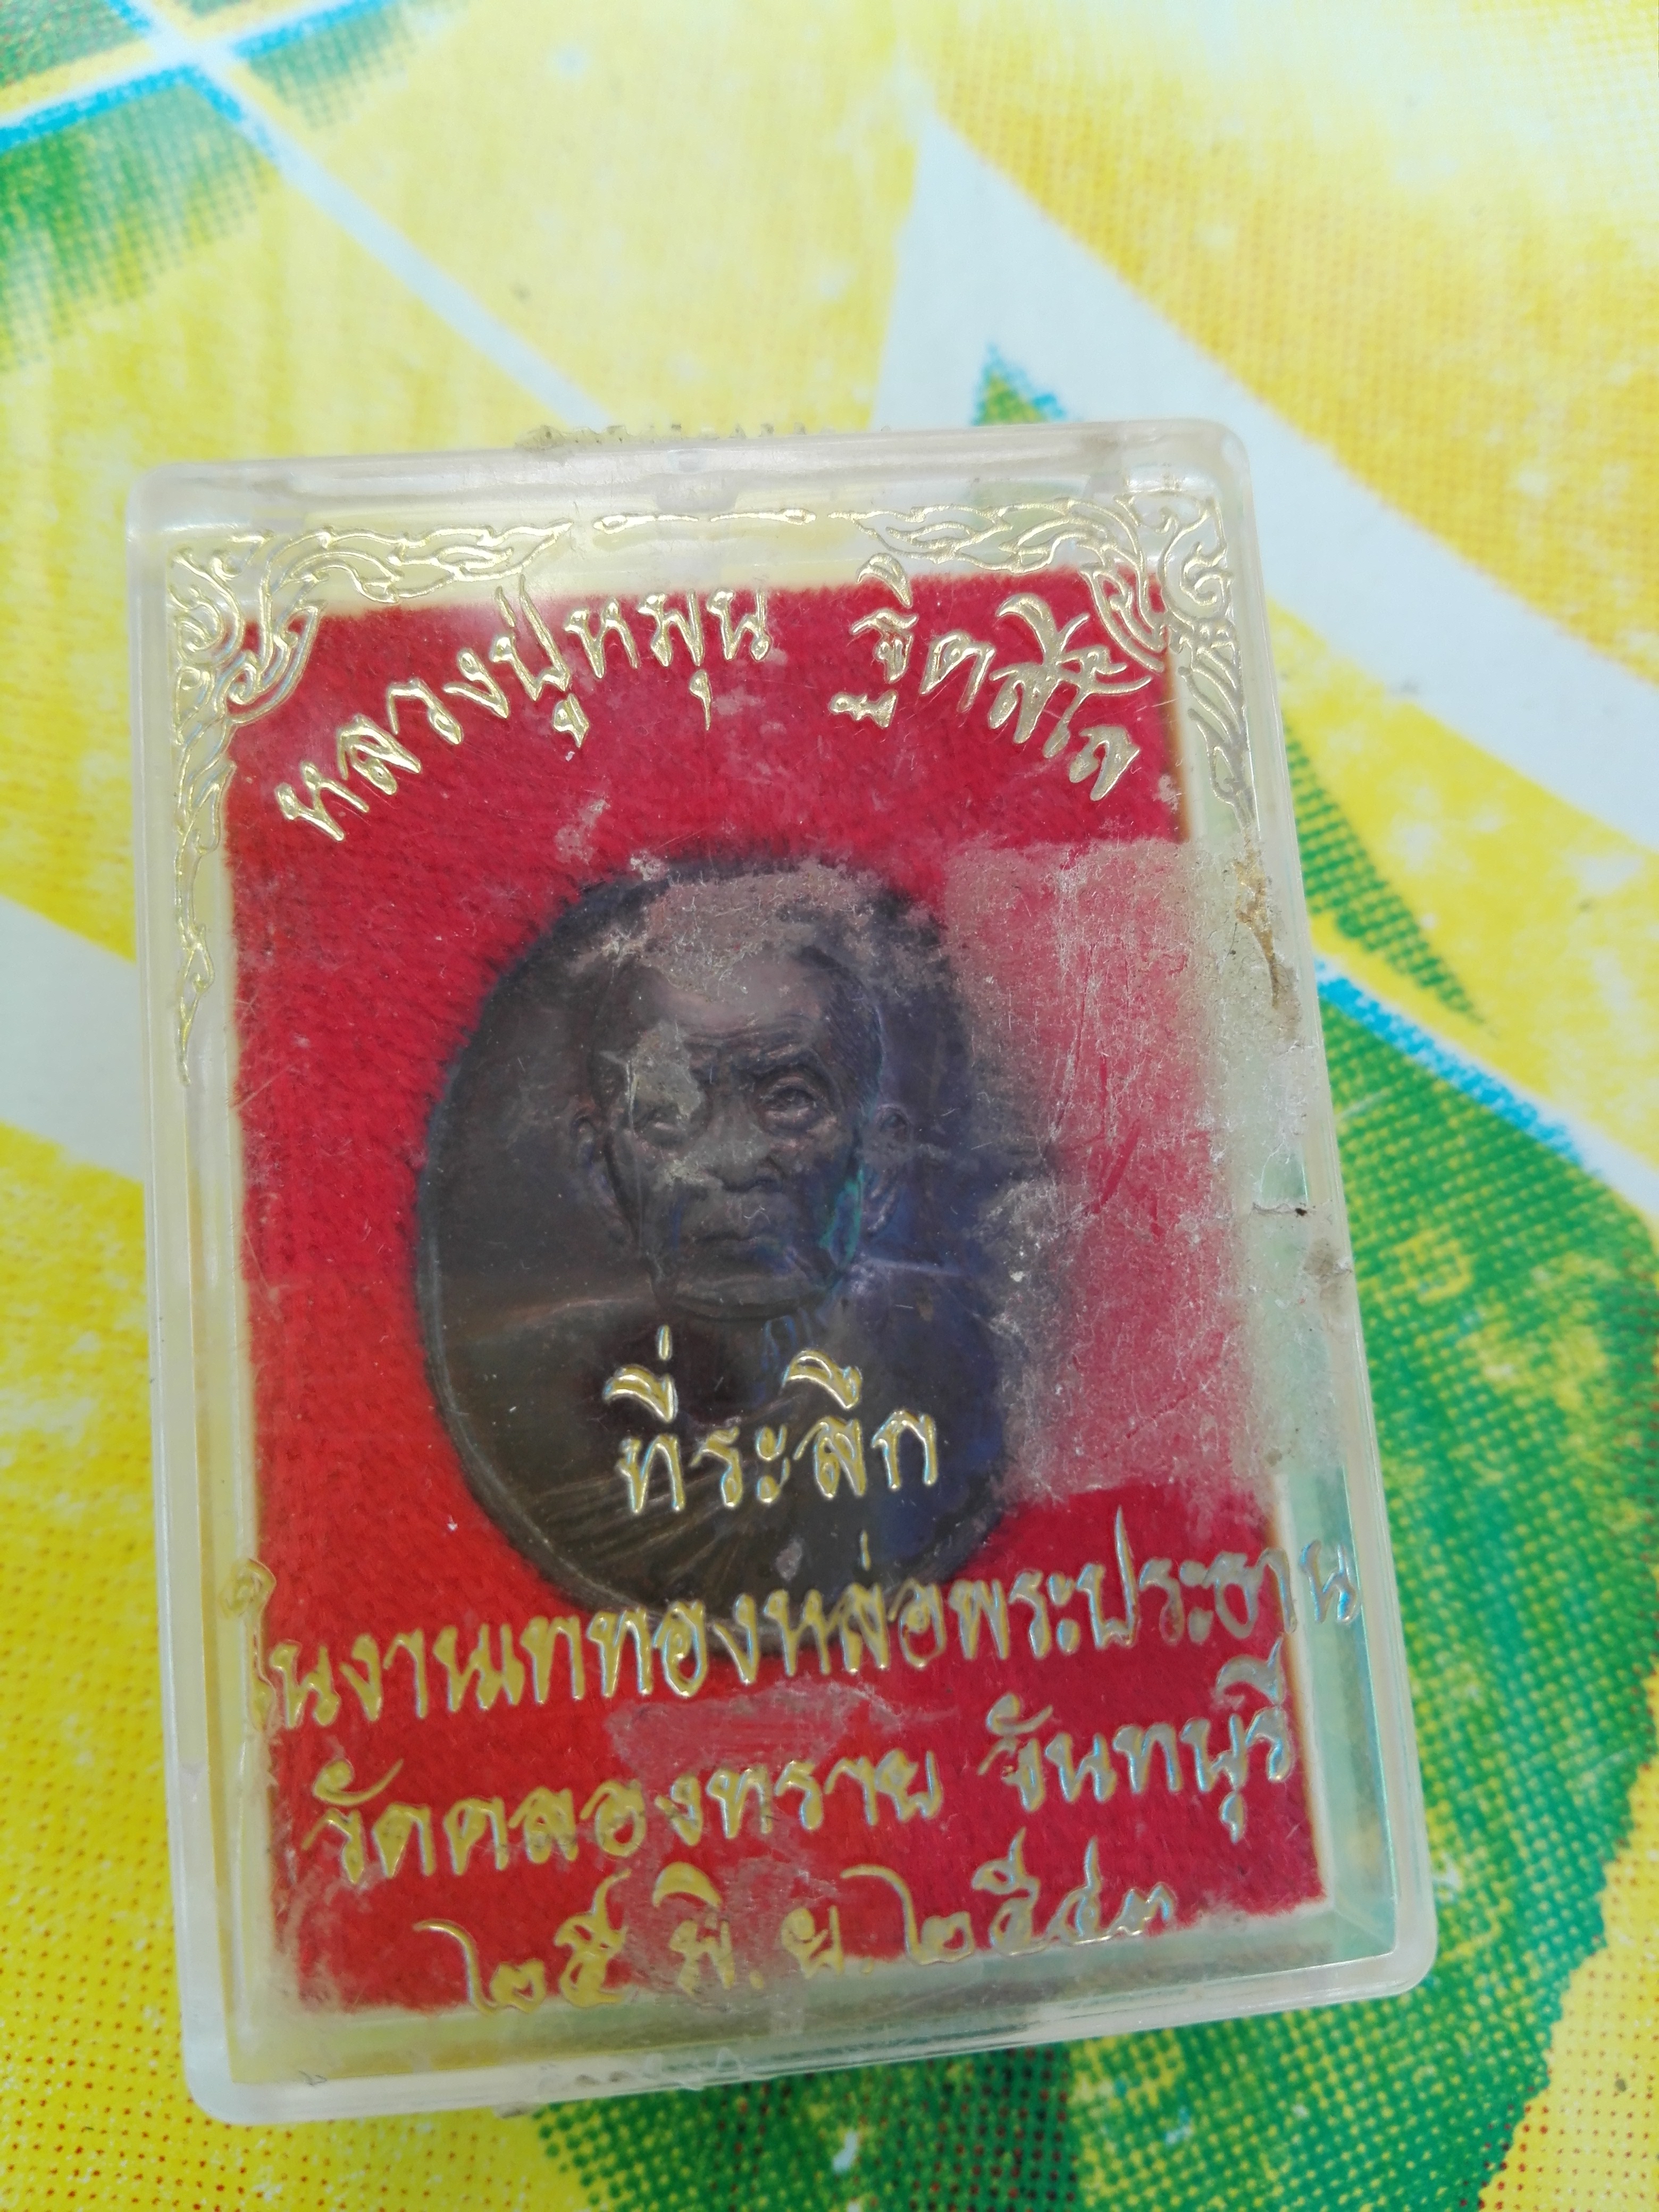 หลวงปู่หมุน ฐิตสีโล
ที่ระลึก
ในงานเททองหล่อพระประธาน
วัดคลองทราย จันทบุรี
๒๕ พ.ย. ๒๕๔๓